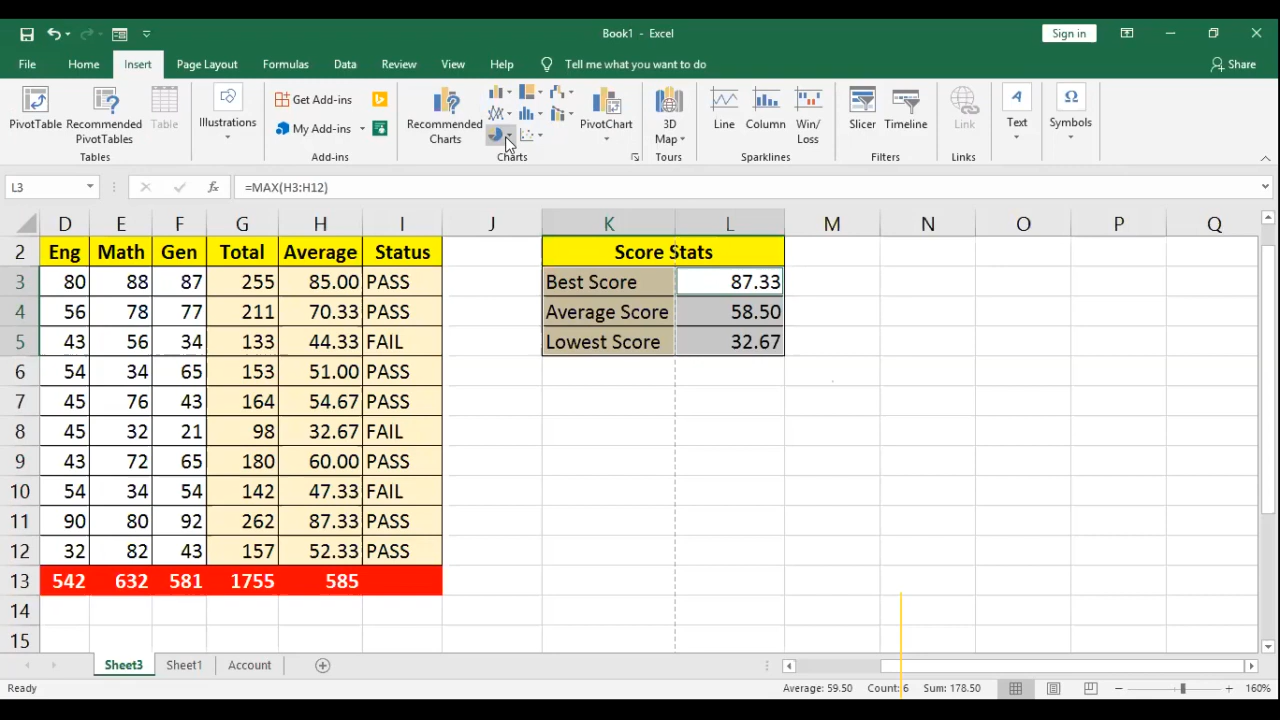 Book1 - Excel
Sign in
File Home Insert Page Layout Formulas Data Review View Help Tell me what you want to do Share
PivotTable
Recommended PivotTables
Table
Tables
Illustrations
Get Add-ins
My Add-ins
Add-ins
Recommended Charts
PivotChart
Charts
3D Map
Tours
Line
Column
Win/Loss
Sparklines
Slicer
Timeline
Filters
Link
Links
Text
Symbols
L3 fx =MAX(H3:H12)
D E F G H I J K L M N O P Q
2 Eng Math Gen Total Average Status Score Stats
3 80 88 87 255 85.00 PASS Best Score 87.33
4 56 78 77 211 70.33 PASS Average Score 58.50
5 43 56 34 133 44.33 FAIL Lowest Score 32.67
6 54 34 65 153 51.00 PASS
7 45 76 43 164 54.67 PASS
8 45 32 21 98 32.67 FAIL
9 43 72 65 180 60.00 PASS
10 54 34 54 142 47.33 FAIL
11 90 80 92 262 87.33 PASS
12 32 82 43 157 52.33 PASS
13 542 632 581 1755 585
14
15
Sheet3 Sheet1 Account
Ready Average: 59.50 Count: 6 Sum: 178.50 160%